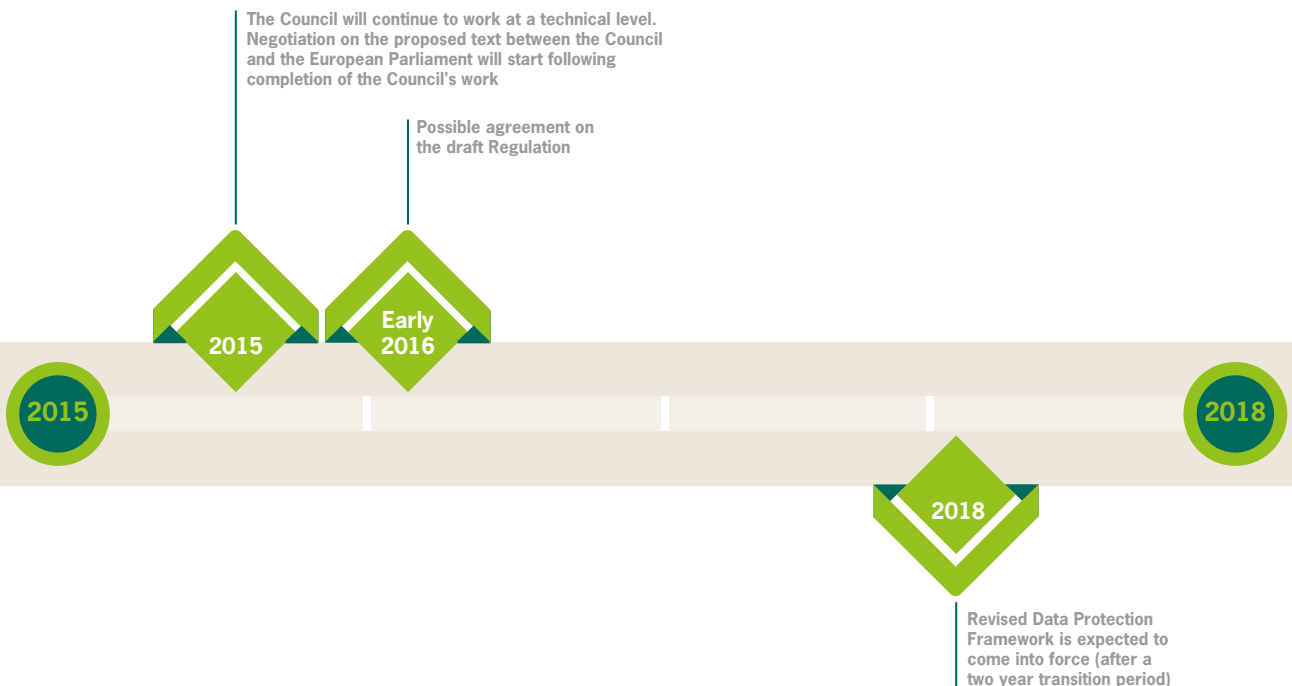 The Council will continue to work at a technical level.
Negotiation on the proposed text between the Council
and the European Parliament will start following
completion of the Council's work
Possible agreement on
the draft Regulation
2015
Early
2016
2015
2018
2018
Revised Data Protection
Framework is expected to
come into force (after a
two year transition period)